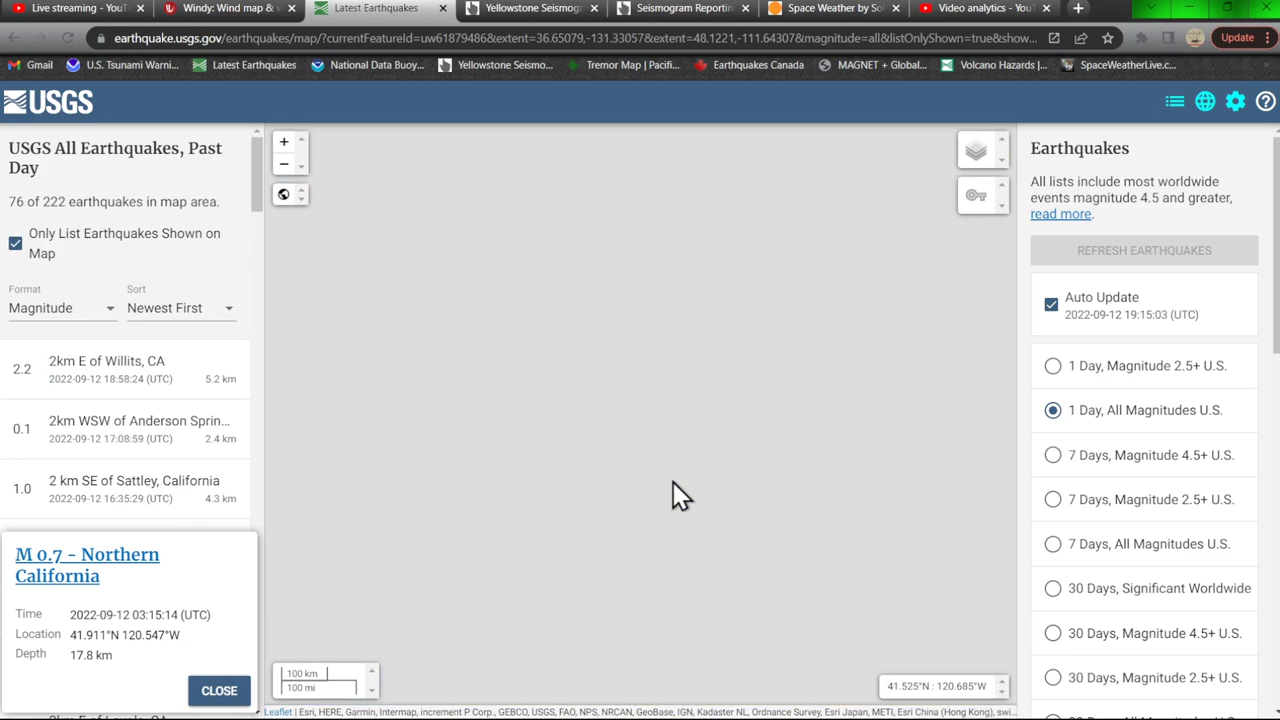 Live streaming - YouT
Windy: Wind map & v
Latest Earthquakes
Yellowstone Seismog
Seismogram Reportin
Space Weather by Sol
Video analytics - YouT
earthquake.usgs.gov/earthquakes/map/?currentFeatureId=uw61879486&extent=36.65079,-131.33057&extent=48.1221,-111.64307&magnitude=all&listOnlyShown=true&show...
Update
Gmail
U.S. Tsunami Warni...
Latest Earthquakes
National Data Buoy...
Yellowstone Seismo...
Tremor Map | Pacifi...
Earthquakes Canada
MAGNET + Global...
Volcano Hazards |...
SpaceWeatherLive.c...
USGS
USGS All Earthquakes, Past
Day
76 of 222 earthquakes in map area.
Only List Earthquakes Shown on
Map
Format
Sort
Magnitude
Newest First
2.2
2km E of Willits, CA
2022-09-12 18:58:24 (UTC)
5.2 km
0.1
2km WSW of Anderson Sprin...
2022-09-12 17:08:59 (UTC)
2.4 km
1.0
2 km SE of Sattley, California
2022-09-12 16:35:29 (UTC)
4.3 km
M 0.7 - Northern
California
Time 2022-09-12 03:15:14 (UTC)
Location 41.911°N 120.547°W
Depth 17.8 km
CLOSE
+
−
100 km
100 mi
41.525°N : 120.685°W
Leaflet | Esri, HERE, Garmin, Intermap, increment P Corp., GEBCO, USGS, FAO, NPS, NRCAN, GeoBase, IGN, Kadaster NL, Ordnance Survey, Esri Japan, METI, Esri China (Hong Kong), swi...
Earthquakes
All lists include most worldwide
events magnitude 4.5 and greater,
read more.
REFRESH EARTHQUAKES
Auto Update
2022-09-12 19:15:03 (UTC)
1 Day, Magnitude 2.5+ U.S.
1 Day, All Magnitudes U.S.
7 Days, Magnitude 4.5+ U.S.
7 Days, Magnitude 2.5+ U.S.
7 Days, All Magnitudes U.S.
30 Days, Significant Worldwide
30 Days, Magnitude 4.5+ U.S.
30 Days, Magnitude 2.5+ U.S.